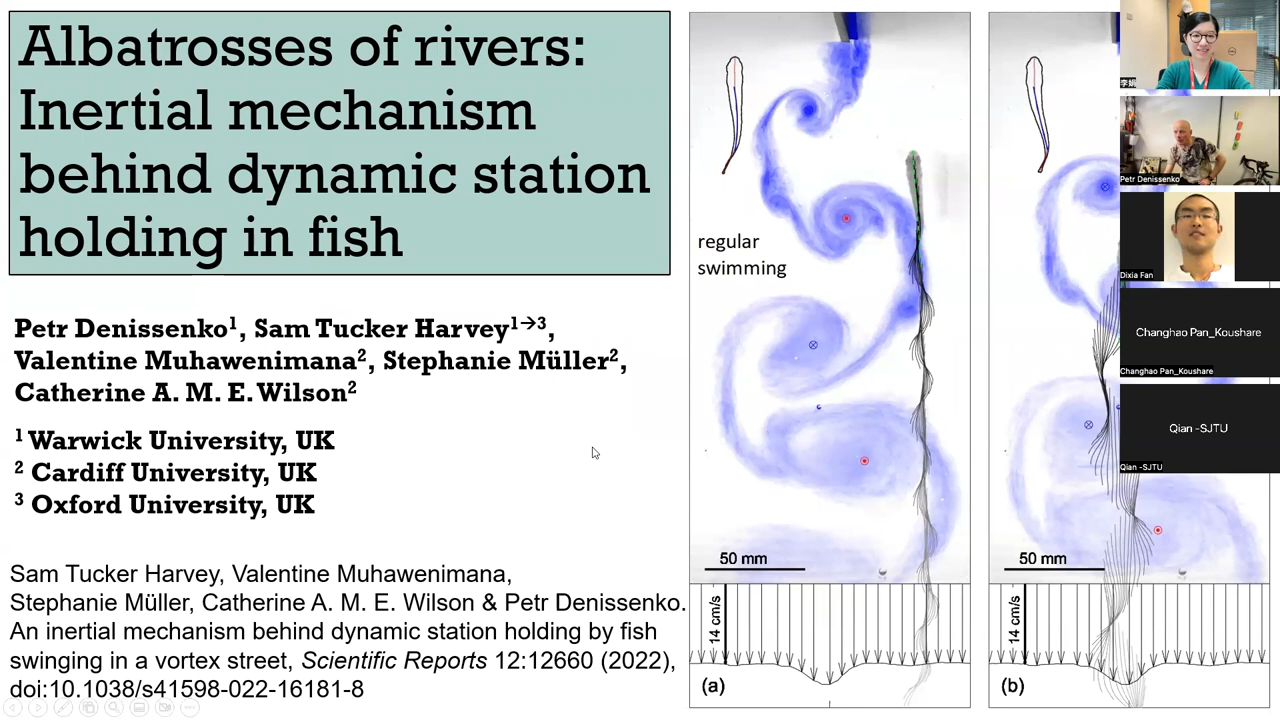 Albatrosses of rivers:
Inertial mechanism
behind dynamic station
holding in fish
Petr Denissenko¹, Sam Tucker Harvey¹→³,
Valentine Muhawenimana², Stephanie Müller²,
Catherine A. M. E. Wilson²
¹ Warwick University, UK
² Cardiff University, UK
³ Oxford University, UK
Sam Tucker Harvey, Valentine Muhawenimana,
Stephanie Müller, Catherine A. M. E. Wilson & Petr Denissenko.
An inertial mechanism behind dynamic station holding by fish
swinging in a vortex street, Scientific Reports 12:12660 (2022),
doi:10.1038/s41598-022-16181-8
regular
swimming
50 mm
14 cm/s
(a)
50 mm
14 cm/s
(b)
李娟
Petr Denissenko
Dixia Fan
Changhao Pan_Koushare
Changhao Pan_Koushare
Qian -SJTU
Qian -SJTU